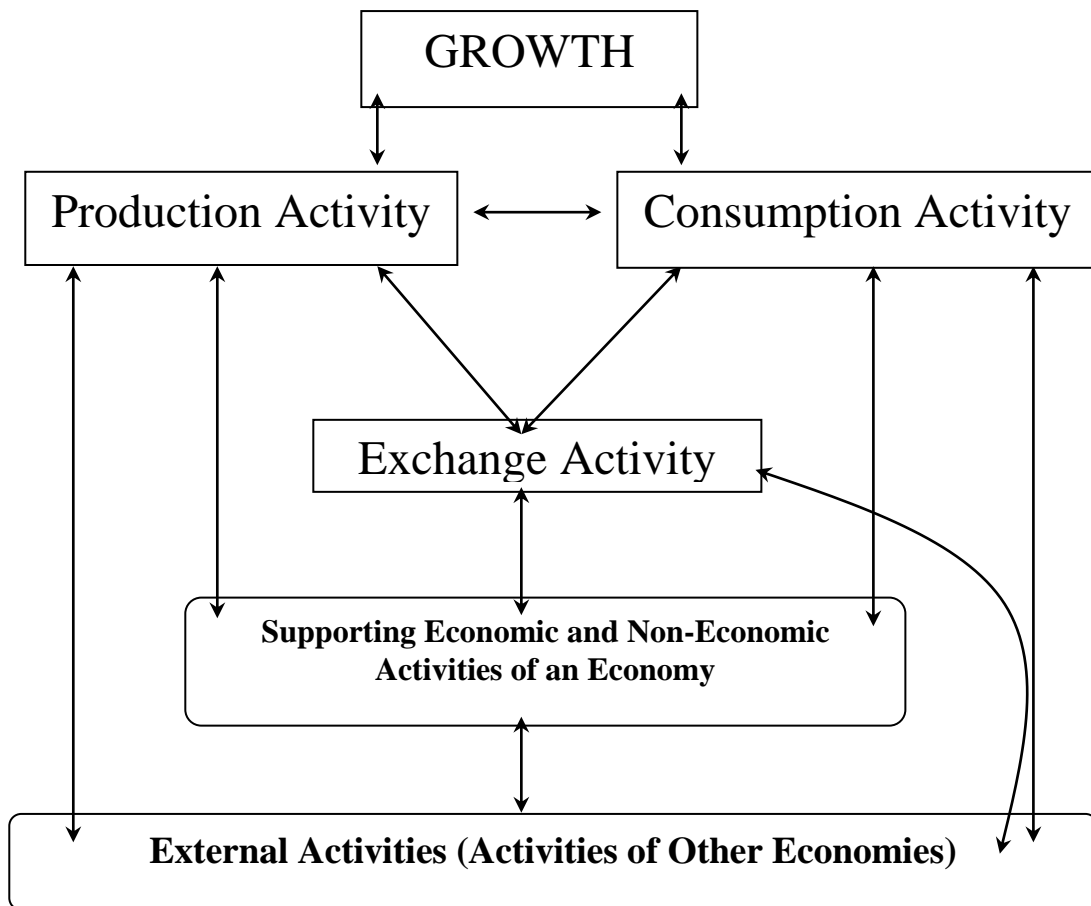 GROWTH
Production Activity
Consumption Activity
Exchange Activity
Supporting Economic and Non-Economic
Activities of an Economy
External Activities (Activities of Other Economies)